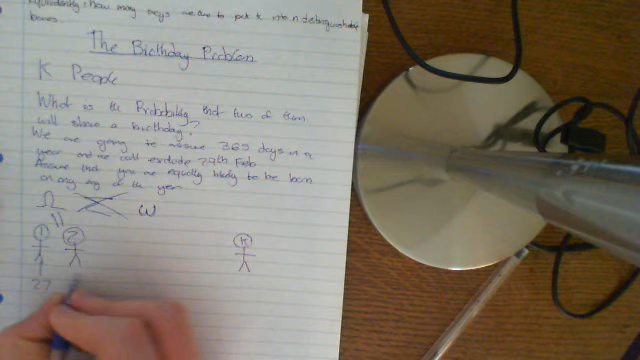 Equivalently: How many ways are there to put K into n distinguishable
boxes.
The Birthday Problem
K People
What is the Probability that two of them
will share a birthday?
We are going to assume 365 days in a
year and we will exclude 29th Feb
Assume that you are equally likely to be born
on any day of the year
Ω ω
1 2 K
27